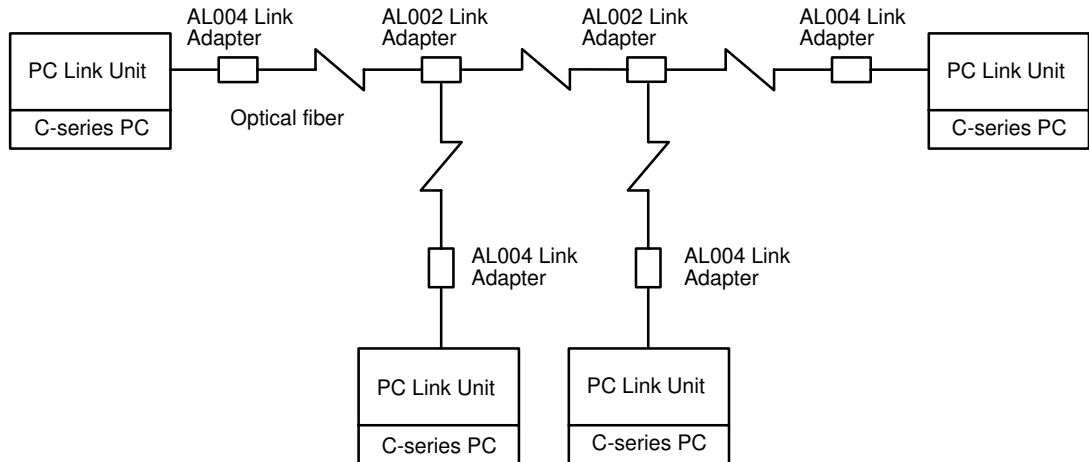 AL004 Link
Adapter
AL002 Link
Adapter
AL002 Link
Adapter
AL004 Link
Adapter
PC Link Unit
C-series PC
Optical fiber
PC Link Unit
C-series PC
AL004 Link
Adapter
AL004 Link
Adapter
PC Link Unit
C-series PC
PC Link Unit
C-series PC